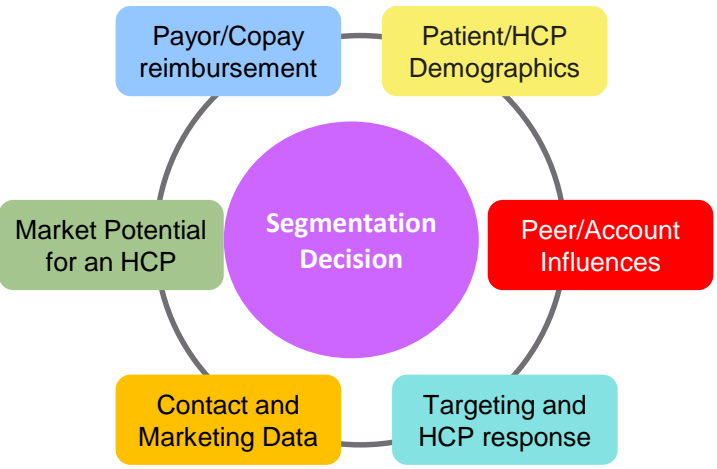 Payor/Copay
reimbursement
Patient/HCP
Demographics
Market Potential
for an HCP
Segmentation
Decision
Peer/Account
Influences
Contact and
Marketing Data
Targeting and
HCP response